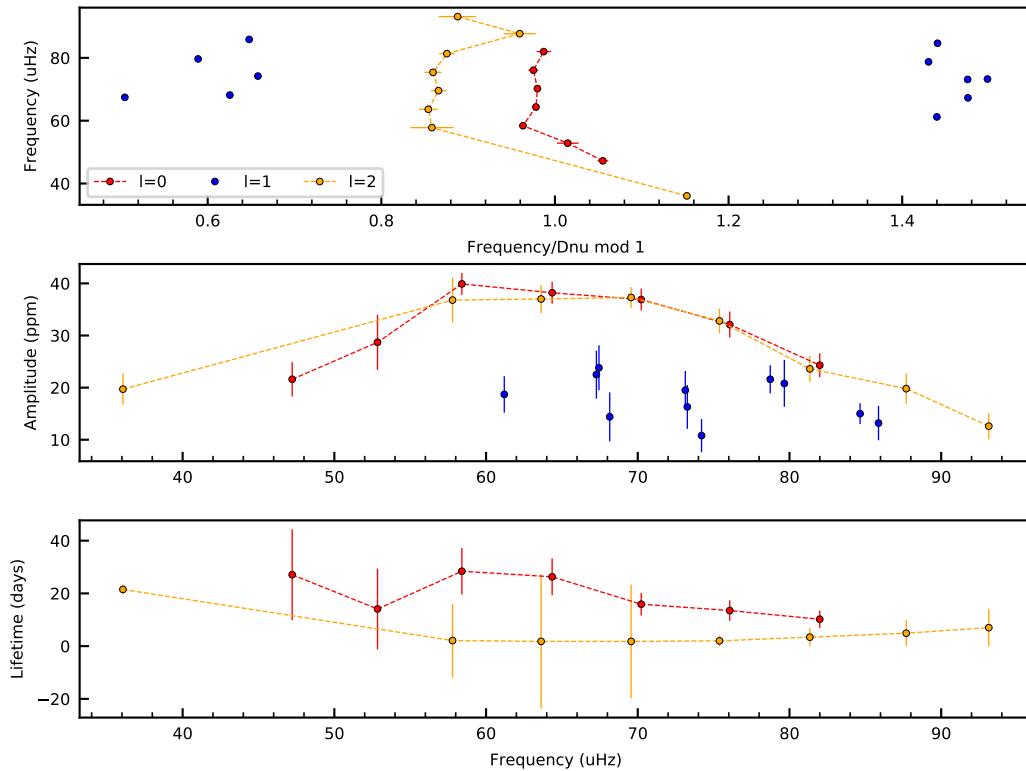 80
60
40
Frequency (uHz)
l=0 l=1 l=2
0.6 0.8 1.0 1.2 1.4
Frequency/Dnu mod 1
40
30
20
10
Amplitude (ppm)
40 50 60 70 80 90
40
20
0
−20
Lifetime (days)
40 50 60 70 80 90
Frequency (uHz)